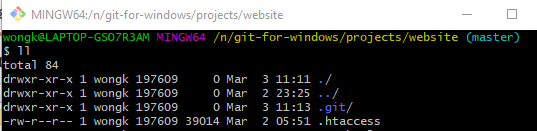 MINGW64:/n/git-for-windows/projects/website
wongk@LAPTOP-GSO7R3AM MINGW64 /n/git-for-windows/projects/website (master)
$ ll
total 84
drwxr-xr-x 1 wongk 197609     0 Mar  3 11:11 ./
drwxr-xr-x 1 wongk 197609     0 Mar  2 23:25 ../
drwxr-xr-x 1 wongk 197609     0 Mar  3 11:13 .git/
-rw-r--r-- 1 wongk 197609 39014 Mar  2 05:51 .htaccess